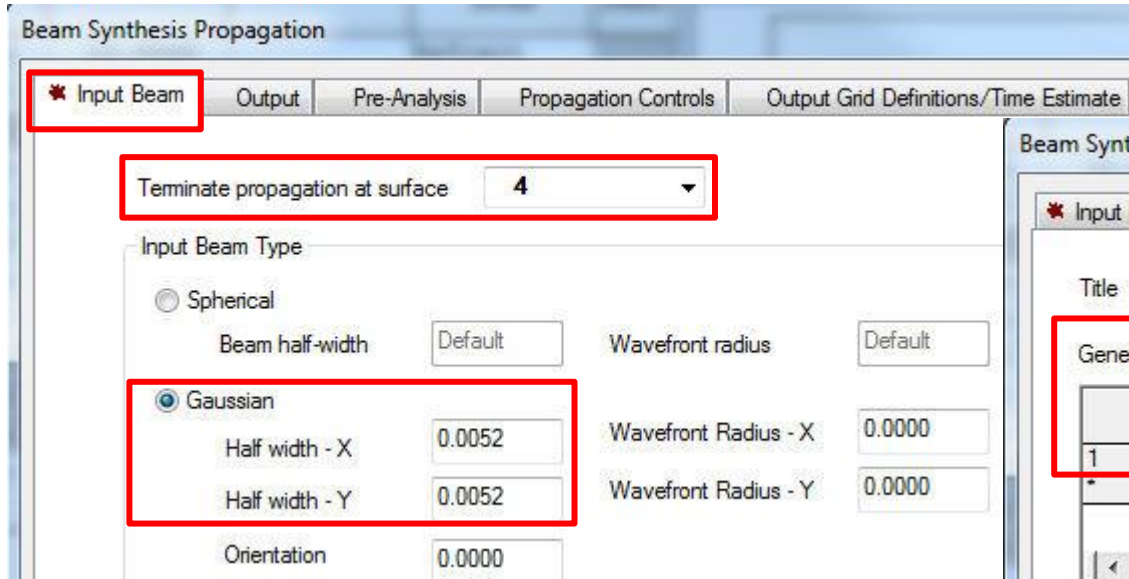 Beam Synthesis Propagation
Input Beam Output Pre-Analysis Propagation Controls Output Grid Definitions/Time Estimate
Terminate propagation at surface 4
Input Beam Type
Spherical
Beam half-width Default Wavefront radius Default
Gaussian
Half width - X 0.0052 Wavefront Radius - X 0.0000
Half width - Y 0.0052 Wavefront Radius - Y 0.0000
Orientation 0.0000
Beam Synt
Input
Title
Gene
1
*